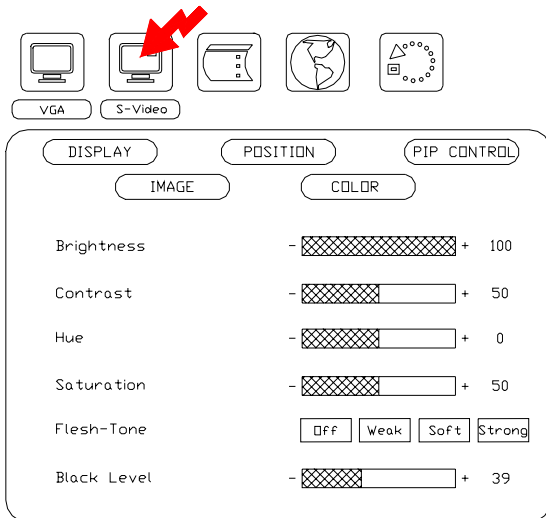 VGA S-Video
DISPLAY POSITION PIP CONTROL
IMAGE COLOR
Brightness - + 100
Contrast - + 50
Hue - + 0
Saturation - + 50
Flesh-Tone Off Weak Soft Strong
Black Level - + 39